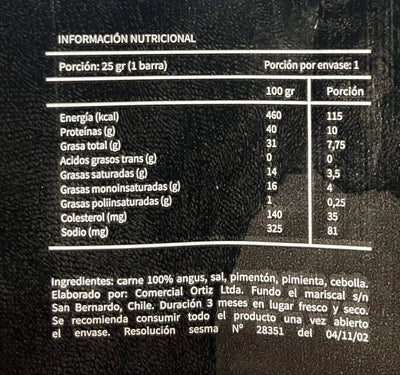 INFORMACIÓN NUTRICIONAL
Porción: 25 gr (1 barra) Porción por envase: 1
100 gr Porción
Energía (kcal) 460 115
Proteínas (g) 40 10
Grasa total (g) 31 7,75
Acidos grasos trans (g) 0 0
Grasas saturadas (g) 14 3,5
Grasas monoinsaturadas (g) 16 4
Grasas poliinsaturadas (g) 1 0,25
Colesterol (mg) 140 35
Sodio (mg) 325 81
Ingredientes: carne 100% angus, sal, pimentón, pimienta, cebolla.
Elaborado por: Comercial Ortiz Ltda. Fundo el mariscal s/n
San Bernardo, Chile. Duración 3 meses en lugar fresco y seco.
Se recomienda consumir todo el producto una vez abierto
el envase. Resolución sesma Nº 28351 del 04/11/02